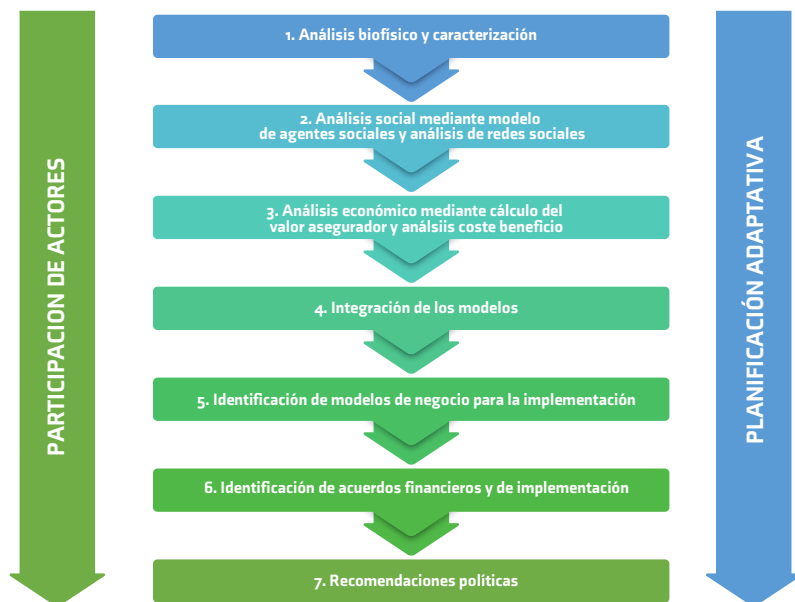 PARTICIPACION DE ACTORES
1. Análisis biofísico y caracterización
2. Análisis social mediante modelo
de agentes sociales y análisis de redes sociales
3. Análisis económico mediante cálculo del
valor asegurador y análsiis coste beneficio
4. Integración de los modelos
5. Identificación de modelos de negocio para la implementación
6. Identificación de acuerdos financieros y de implementación
7. Recomendaciones políticas
PLANIFICACIÓN ADAPTATIVA